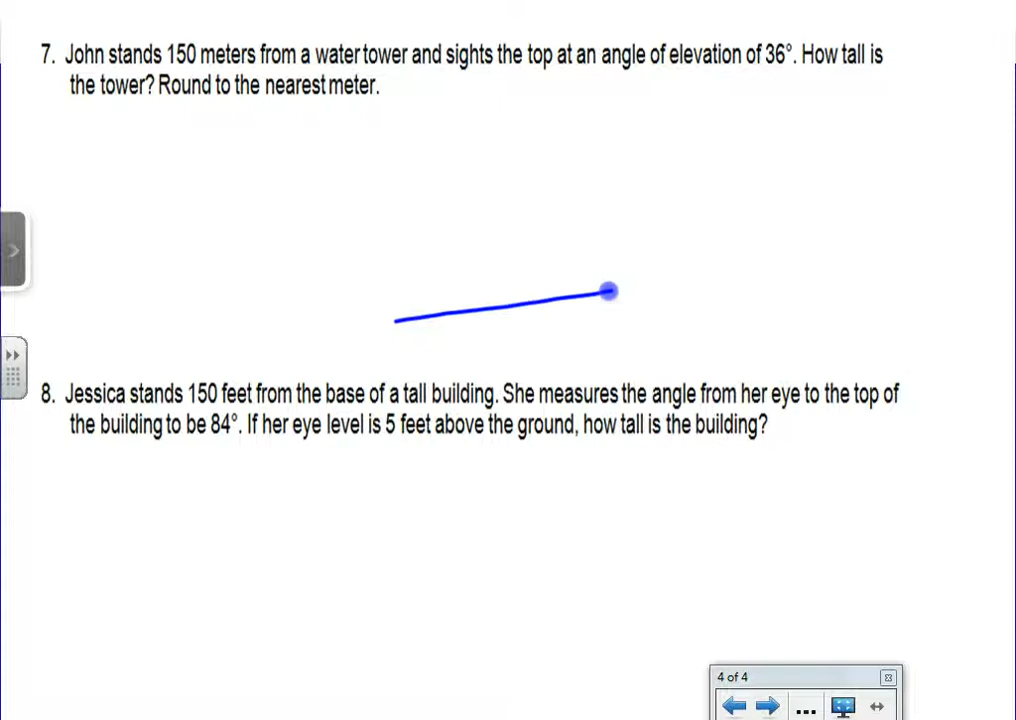 7. John stands 150 meters from a water tower and sights the top at an angle of elevation of 36°. How tall is
the tower? Round to the nearest meter.
8. Jessica stands 150 feet from the base of a tall building. She measures the angle from her eye to the top of
the building to be 84°. If her eye level is 5 feet above the ground, how tall is the building?
4 of 4